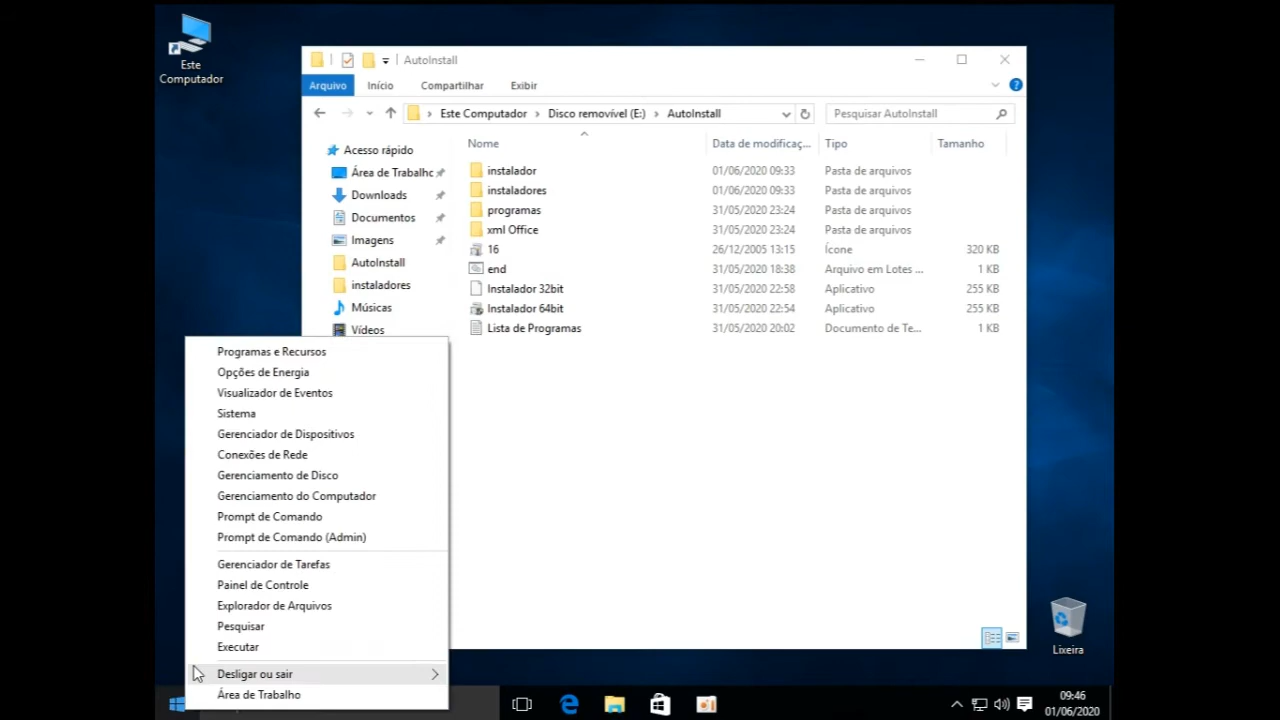 Este
Computador
AutoInstall
Arquivo Início Compartilhar Exibir
Este Computador Disco removível (E:) AutoInstall Pesquisar AutoInstall
Nome Data de modificaç... Tipo Tamanho
Acesso rápido
Área de Trabalho
Downloads
Documentos
Imagens
AutoInstall
instaladores
Músicas
Vídeos
instalador 01/06/2020 09:33 Pasta de arquivos
instaladores 01/06/2020 09:33 Pasta de arquivos
programas 31/05/2020 23:24 Pasta de arquivos
xml Office 31/05/2020 23:24 Pasta de arquivos
16 26/12/2005 13:15 Ícone 320 KB
end 31/05/2020 18:38 Arquivo em Lotes ... 1 KB
Instalador 32bit 31/05/2020 22:58 Aplicativo 255 KB
Instalador 64bit 31/05/2020 22:54 Aplicativo 255 KB
Lista de Programas 31/05/2020 20:02 Documento de Te... 1 KB
Programas e Recursos
Opções de Energia
Visualizador de Eventos
Sistema
Gerenciador de Dispositivos
Conexões de Rede
Gerenciamento de Disco
Gerenciamento do Computador
Prompt de Comando
Prompt de Comando (Admin)
Gerenciador de Tarefas
Painel de Controle
Explorador de Arquivos
Pesquisar
Executar
Desligar ou sair
Área de Trabalho
Lixeira
09:46
01/06/2020